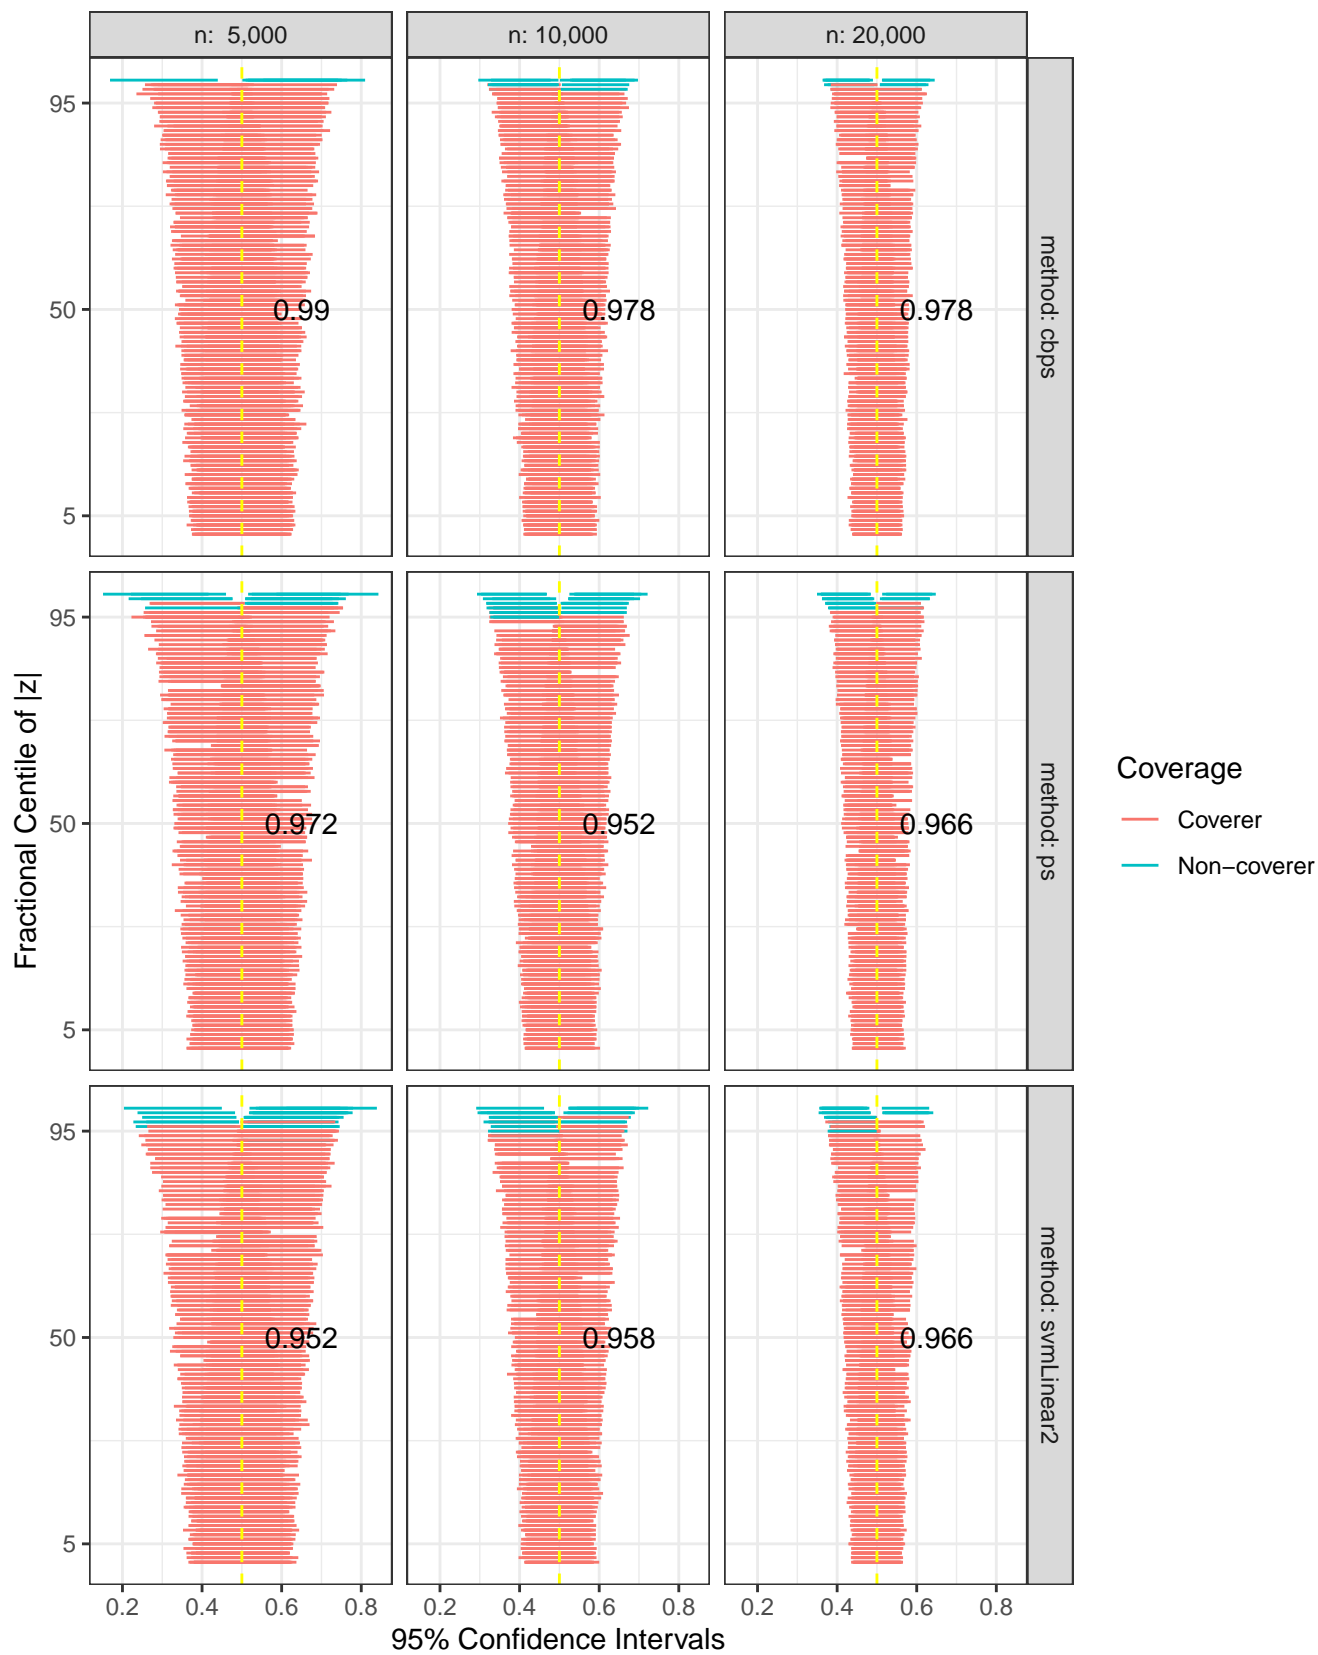 n:  5,000
n: 10,000
n: 20,000
95
50
5
0.99
0.978
0.978
method: cbps
95
50
5
0.972
0.952
0.966
method: ps
95
50
5
0.952
0.958
0.966
method: svmLinear2
Fractional Centile of |z|
0.2 0.4 0.6 0.8
0.2 0.4 0.6 0.8
0.2 0.4 0.6 0.8
95% Confidence Intervals
Coverage
Coverer
Non−coverer